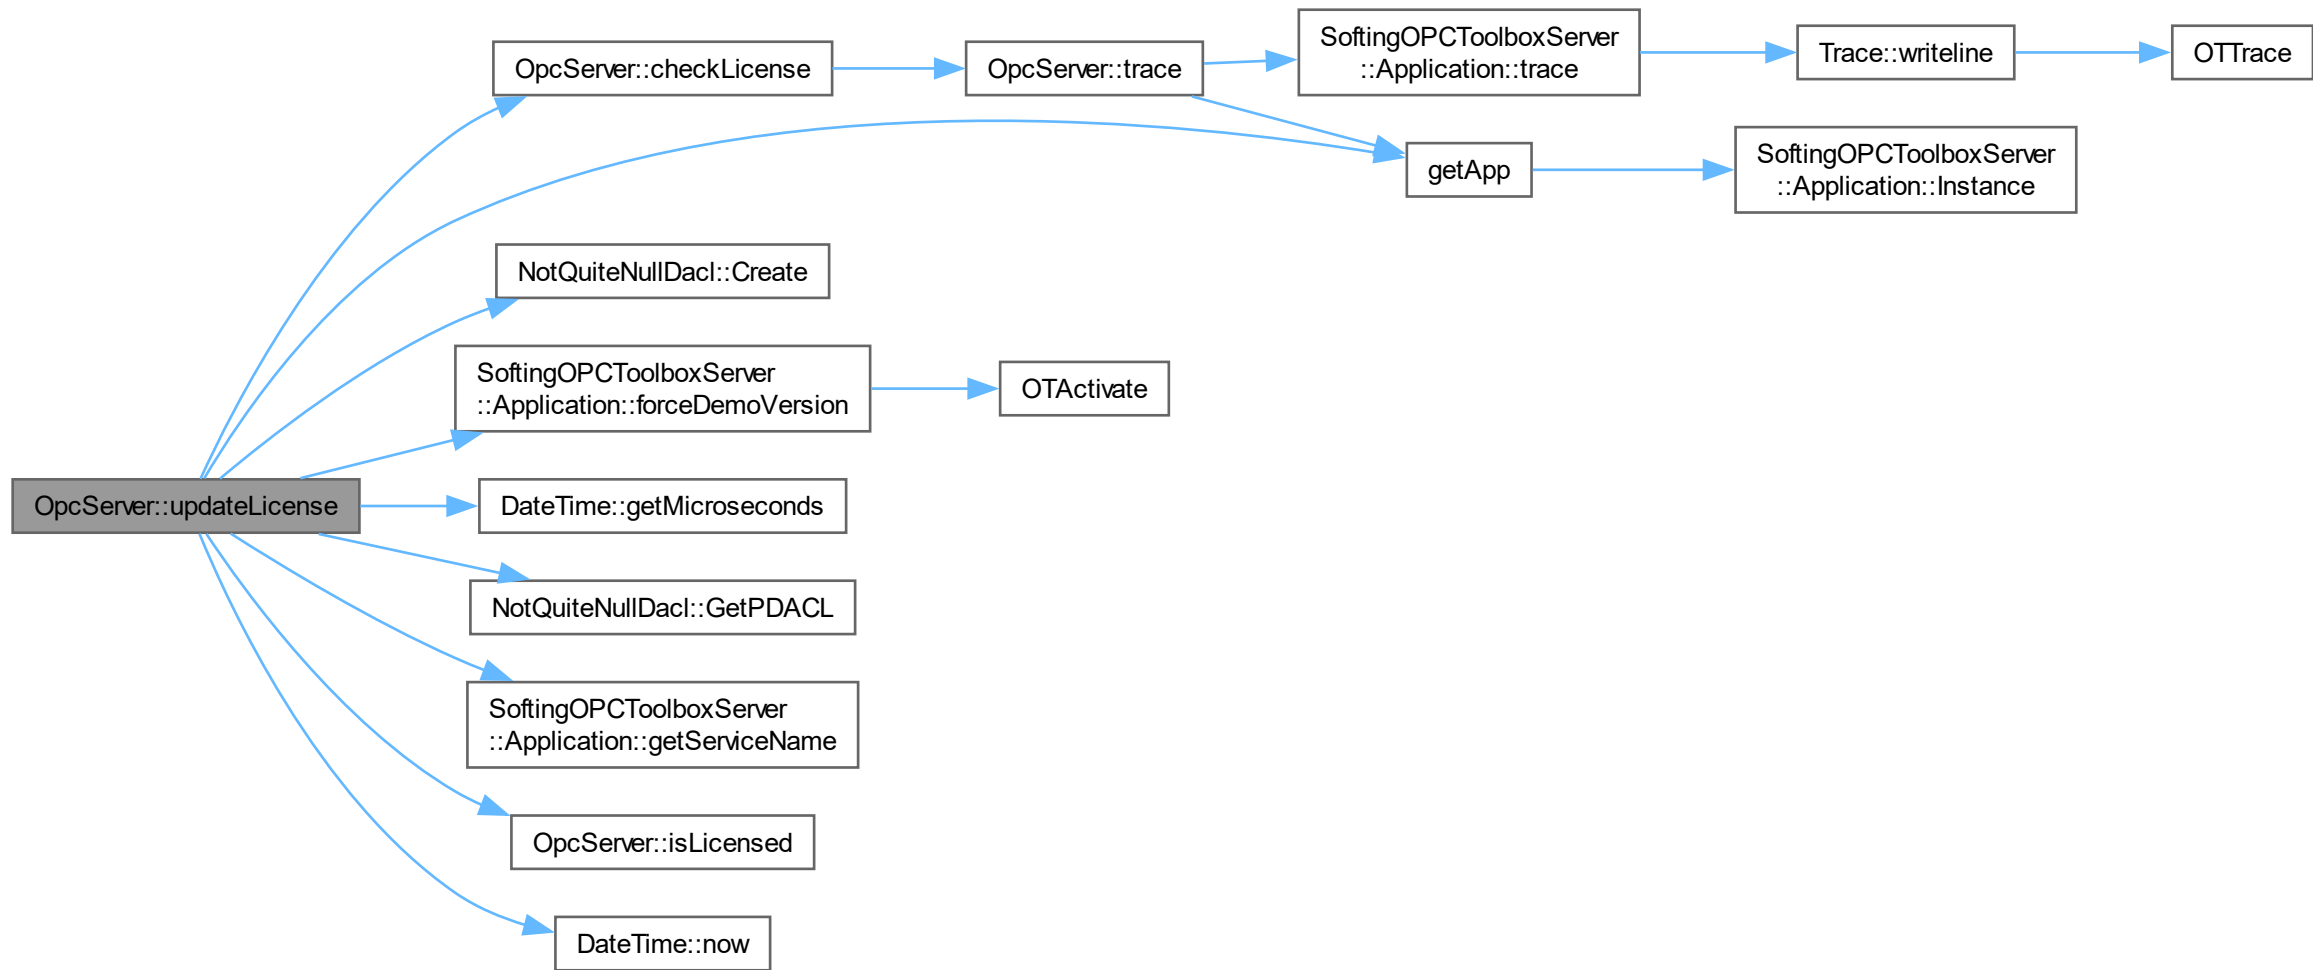 OpcServer::updateLicense
OpcServer::checkLicense
OpcServer::trace
SoftingOPCToolboxServer
::Application::trace
Trace::writeline
OTTrace
getApp
SoftingOPCToolboxServer
::Application::Instance
NotQuiteNullDacl::Create
SoftingOPCToolboxServer
::Application::forceDemoVersion
OTActivate
DateTime::getMicroseconds
NotQuiteNullDacl::GetPDACL
SoftingOPCToolboxServer
::Application::getServiceName
OpcServer::isLicensed
DateTime::now